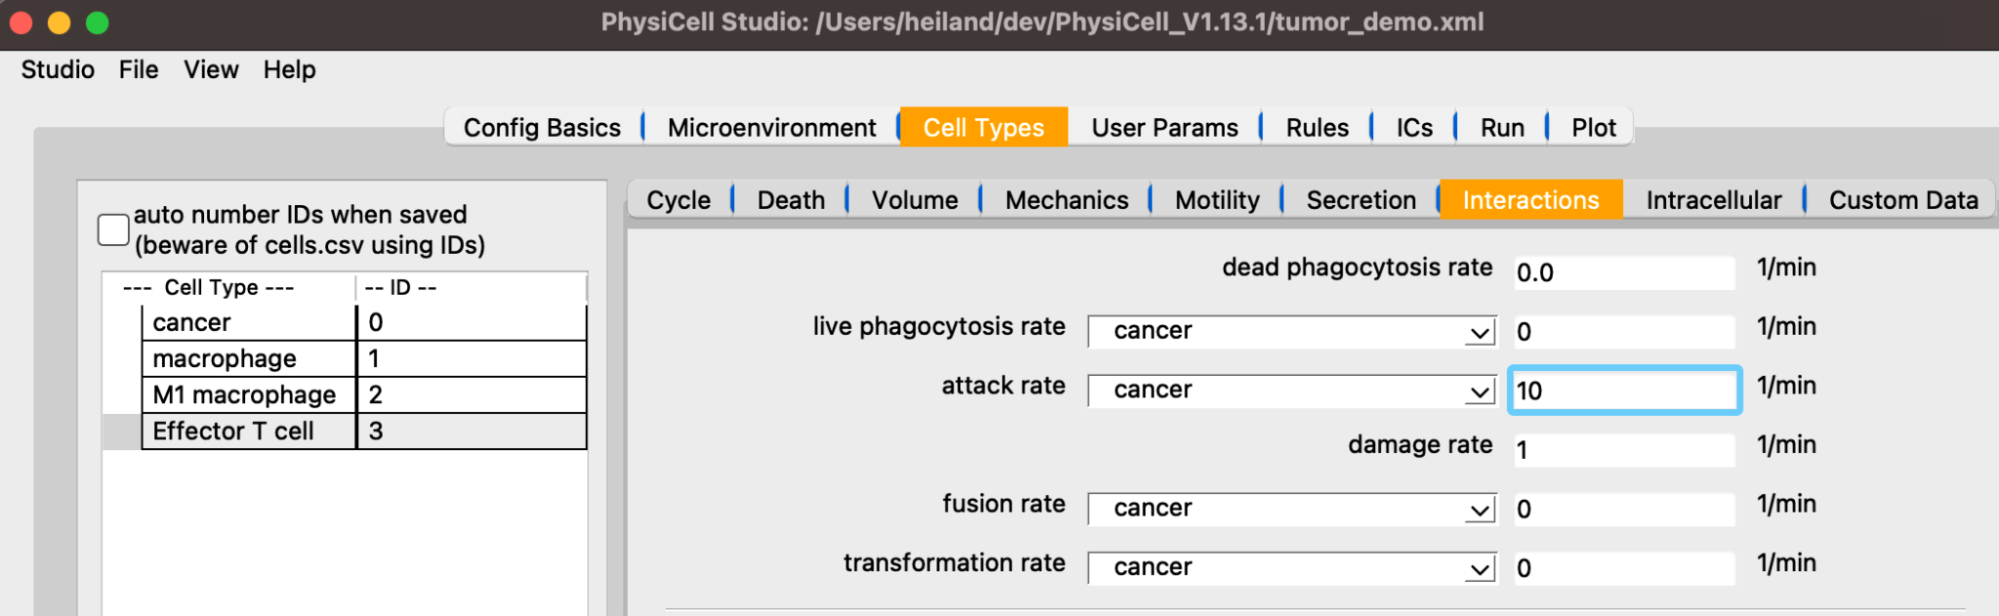 PhysiCell Studio: /Users/heiland/dev/PhysiCell_V1.13.1/tumor_demo.xml
Studio File View Help
Config Basics Microenvironment Cell Types User Params Rules ICs Run Plot
auto number IDs when saved
(beware of cells.csv using IDs)
--- Cell Type --- -- ID --
cancer 0
macrophage 1
M1 macrophage 2
Effector T cell 3
Cycle Death Volume Mechanics Motility Secretion Interactions Intracellular Custom Data
dead phagocytosis rate 0.0 1/min
live phagocytosis rate cancer 0 1/min
attack rate cancer 10 1/min
damage rate 1 1/min
fusion rate cancer 0 1/min
transformation rate cancer 0 1/min